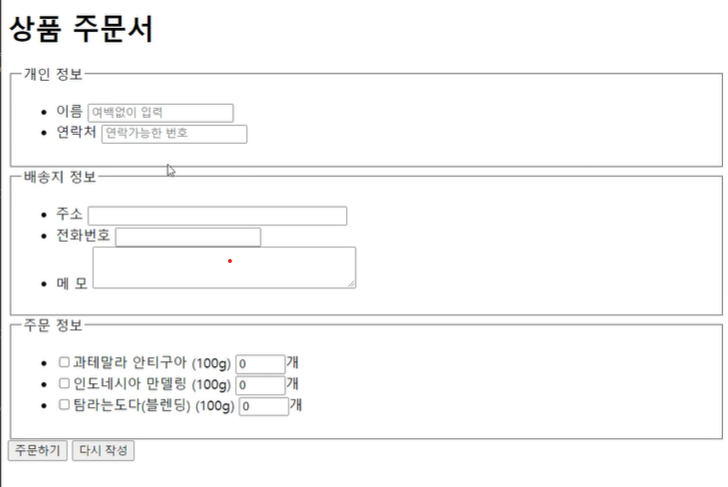 상품 주문서
개인 정보
이름 여백없이 입력
연락처 연락가능한 번호
배송지 정보
주소
전화번호
메 모
주문 정보
과테말라 안티구아 (100g) 0 개
인도네시아 만델링 (100g) 0 개
탐라는도다(블렌딩) (100g) 0 개
주문하기 다시 작성